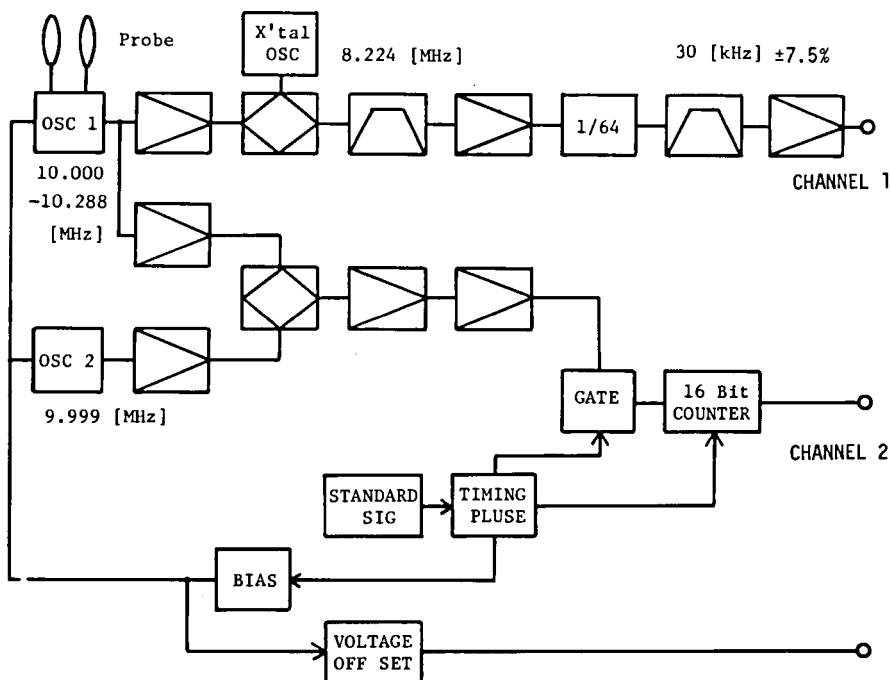 Probe
X'tal
OSC
8.224 [MHz]
30 [kHz] ±7.5%
OSC 1
1/64
10.000
~10.288
[MHz]
CHANNEL 1
OSC 2
9.999 [MHz]
GATE
16 Bit
COUNTER
CHANNEL 2
STANDARD
SIG
TIMING
PLUSE
BIAS
VOLTAGE
OFF SET